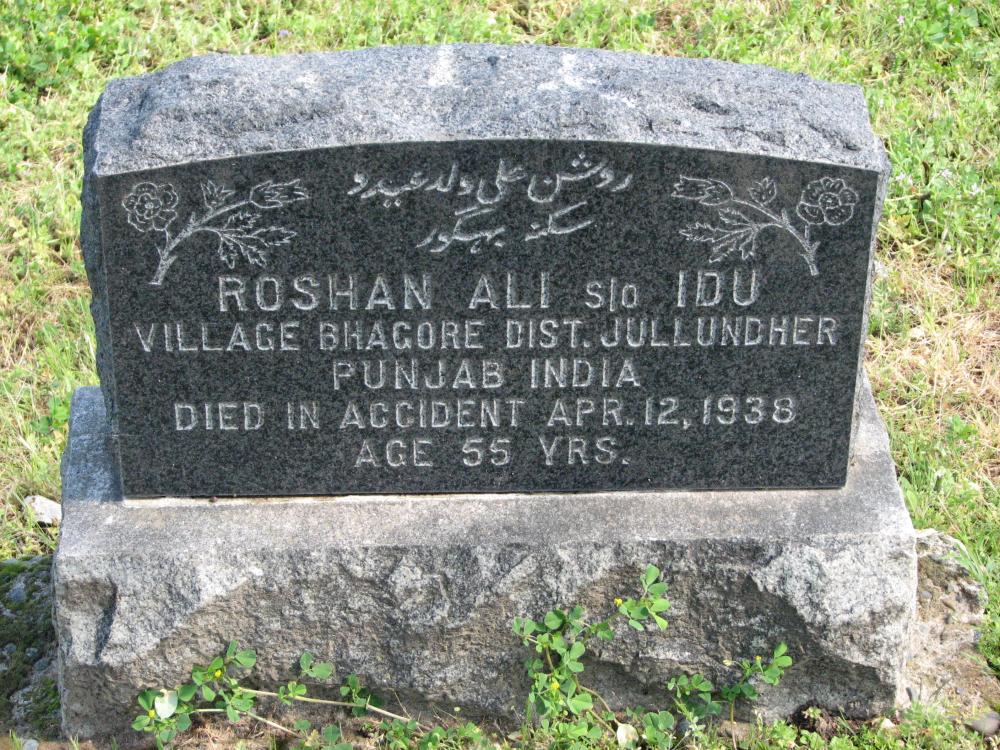 روشن علی ولد عیدو
سکنہ بہگور
ROSHAN ALI S/O IDU
VILLAGE BHAGORE DIST. JULLUNDHER
PUNJAB INDIA
DIED IN ACCIDENT APR. 12, 1938
AGE 55 YRS.